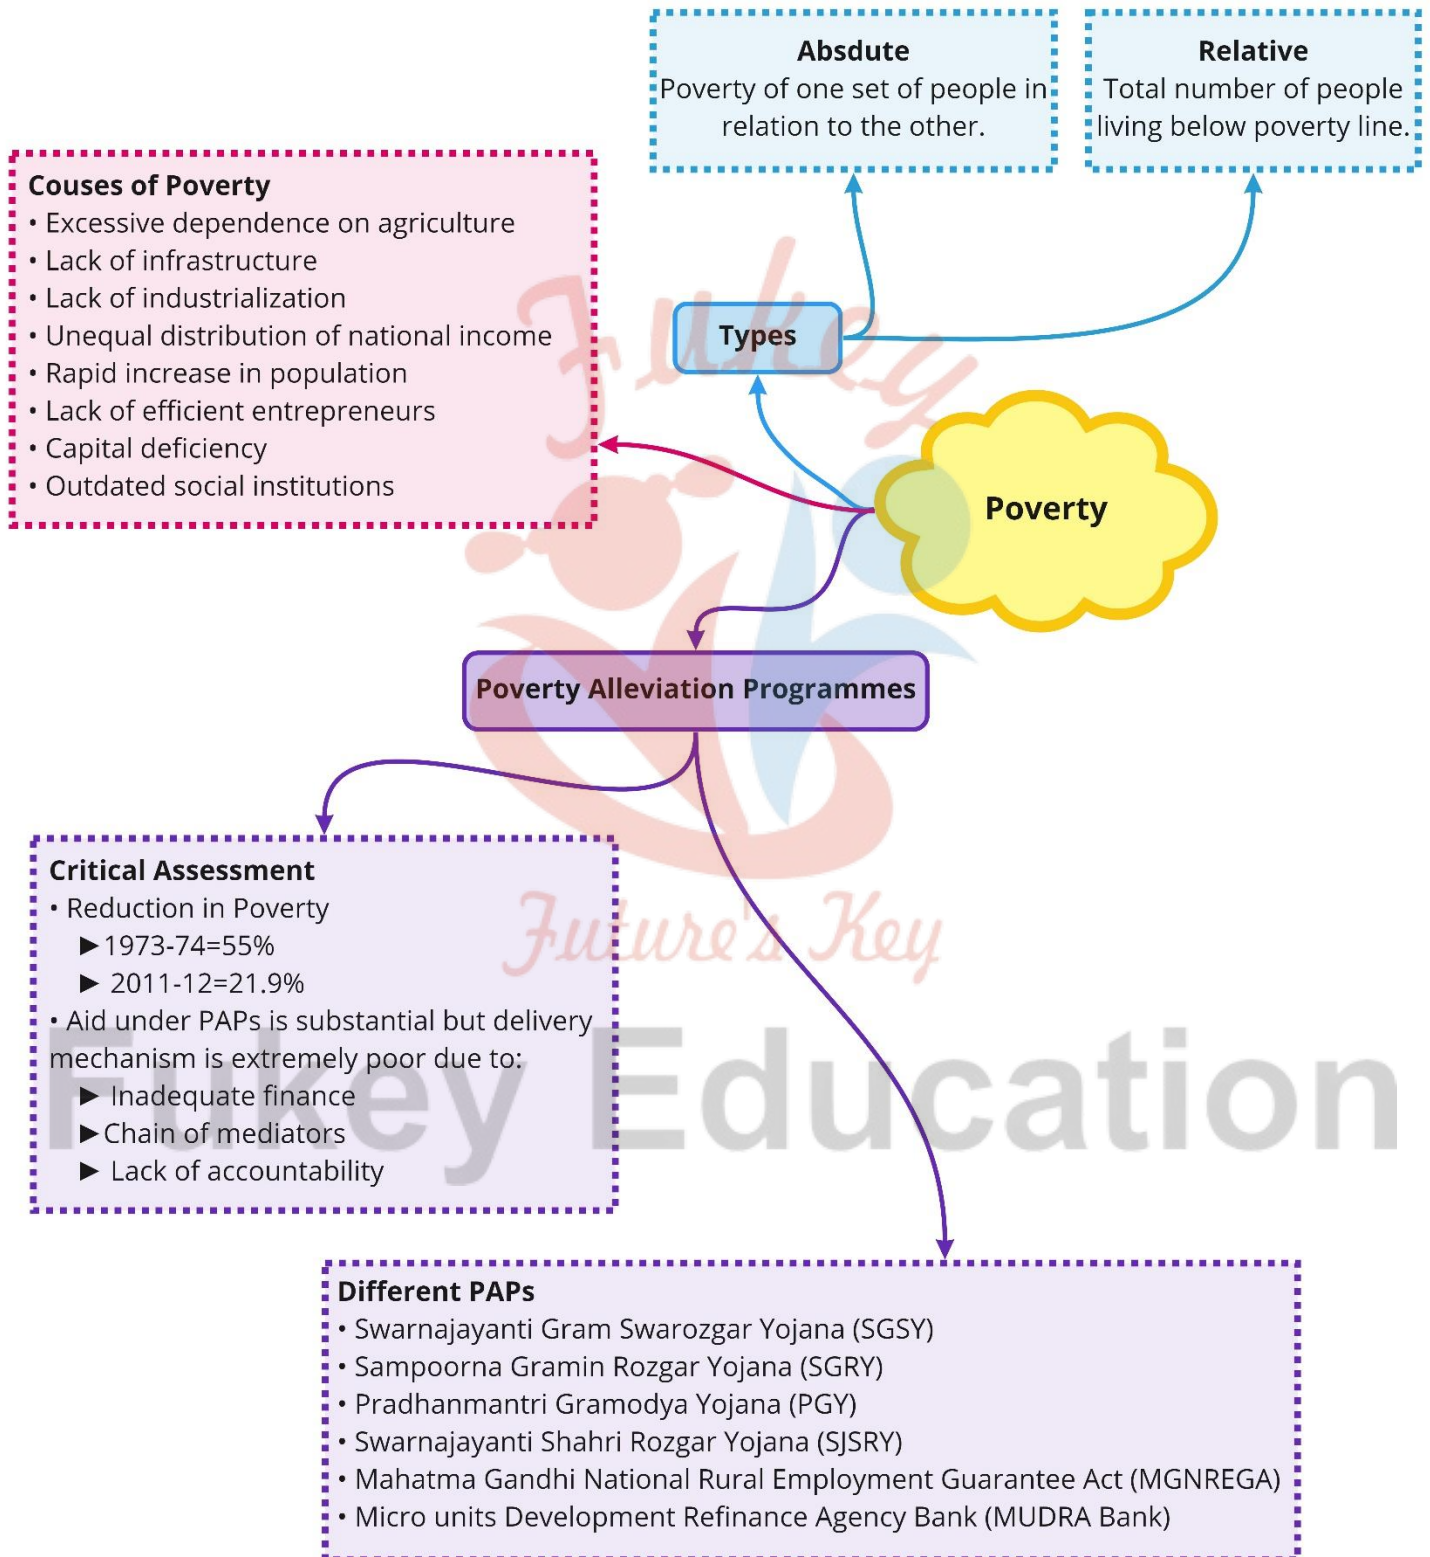 Absdute
Poverty of one set of people in
relation to the other.
Relative
Total number of people
living below poverty line.
Couses of Poverty
• Excessive dependence on agriculture
• Lack of infrastructure
• Lack of industrialization
• Unequal distribution of national income
• Rapid increase in population
• Lack of efficient entrepreneurs
• Capital deficiency
• Outdated social institutions
Types
Fukey
Poverty
Poverty Alleviation Programmes
Critical Assessment
• Reduction in Poverty
►1973-74=55%
► 2011-12=21.9%
• Aid under PAPs is substantial but delivery
mechanism is extremely poor due to:
► Inadequate finance
►Chain of mediators
► Lack of accountability
Future's Key
Fukey Education
Different PAPs
• Swarnajayanti Gram Swarozgar Yojana (SGSY)
• Sampoorna Gramin Rozgar Yojana (SGRY)
• Pradhanmantri Gramodya Yojana (PGY)
• Swarnajayanti Shahri Rozgar Yojana (SJSRY)
• Mahatma Gandhi National Rural Employment Guarantee Act (MGNREGA)
• Micro units Development Refinance Agency Bank (MUDRA Bank)